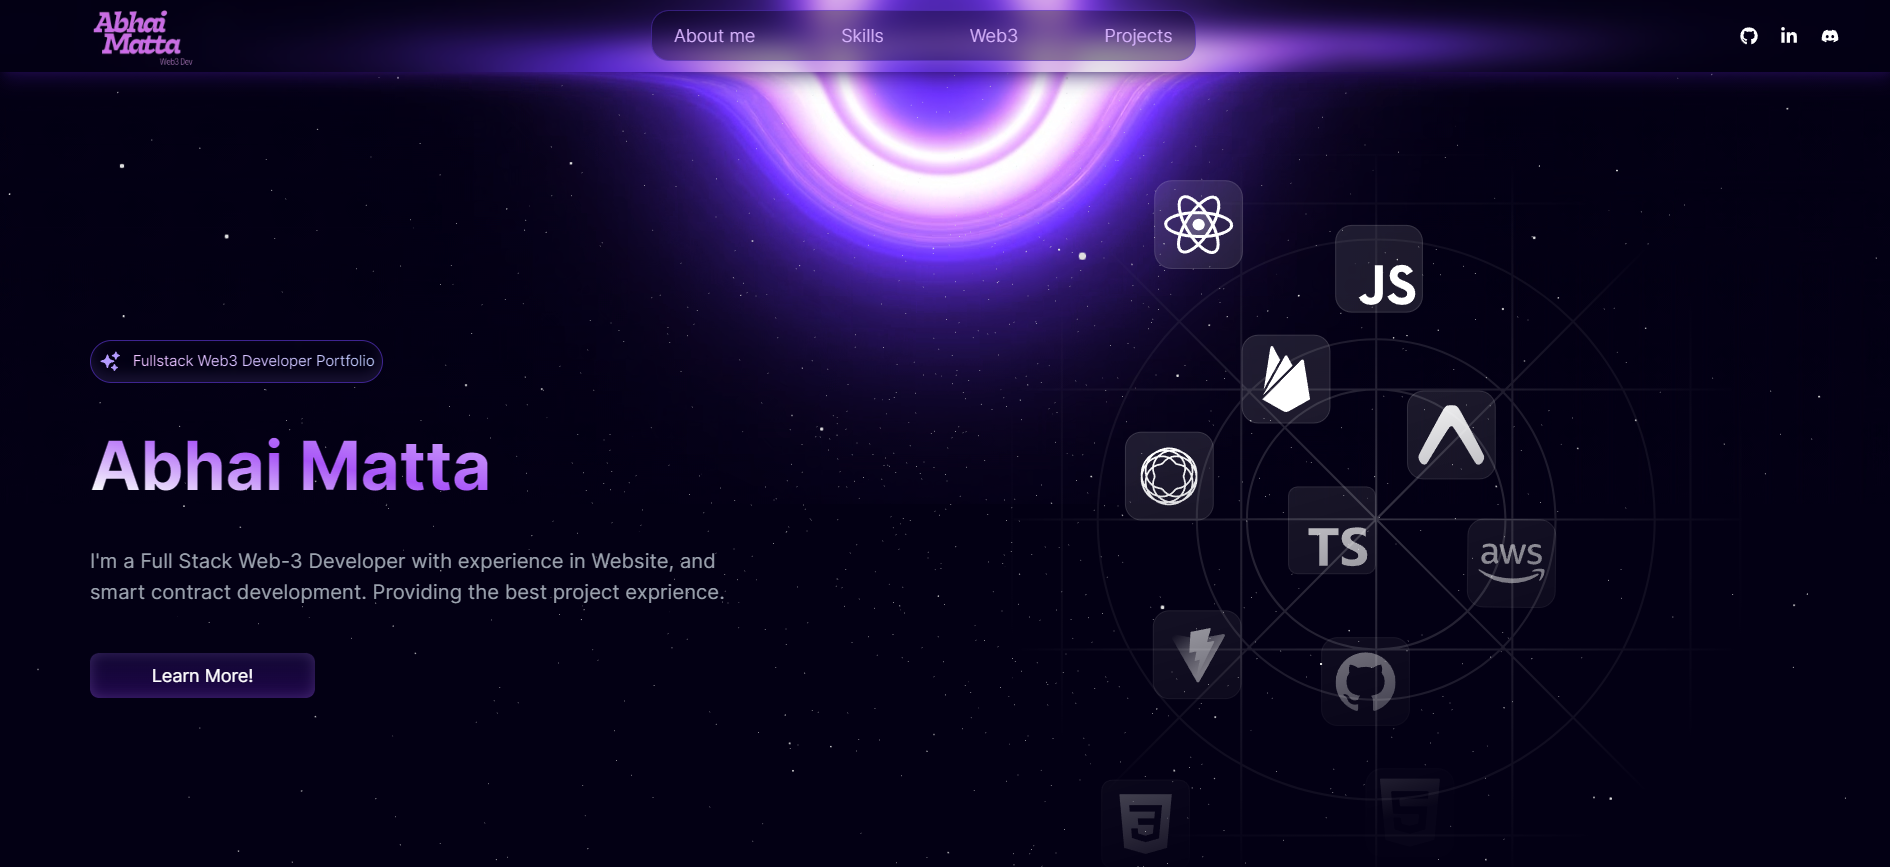 Abhai
Matta
Web3 Dev
About me
Skills
Web3
Projects
in
Fullstack Web3 Developer Portfolio
Abhai Matta
I'm a Full Stack Web-3 Developer with experience in Website, and
smart contract development. Providing the best project exprience.
Learn More!
JS
TS
aws
3